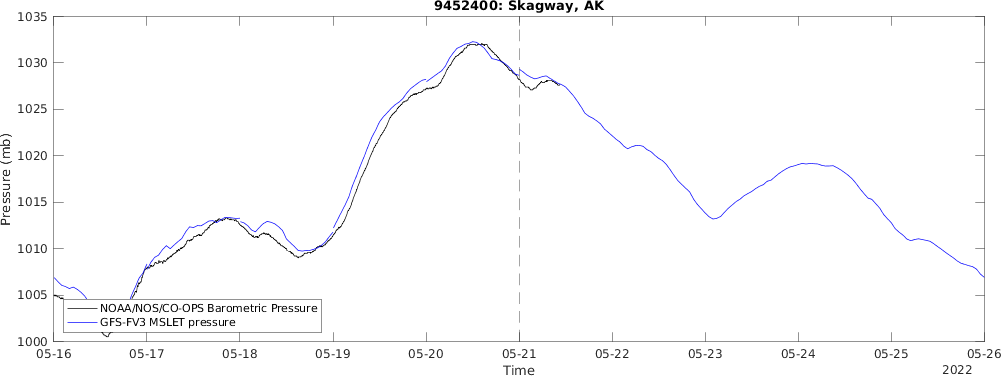 9452400: Skagway, AK
Pressure (mb)
1035
1030
1025
1020
1015
1010
1005
1000
NOAA/NOS/CO-OPS Barometric Pressure
GFS-FV3 MSLET pressure
05-16 05-17 05-18 05-19 05-20 05-21 05-22 05-23 05-24 05-25 05-26
Time
2022